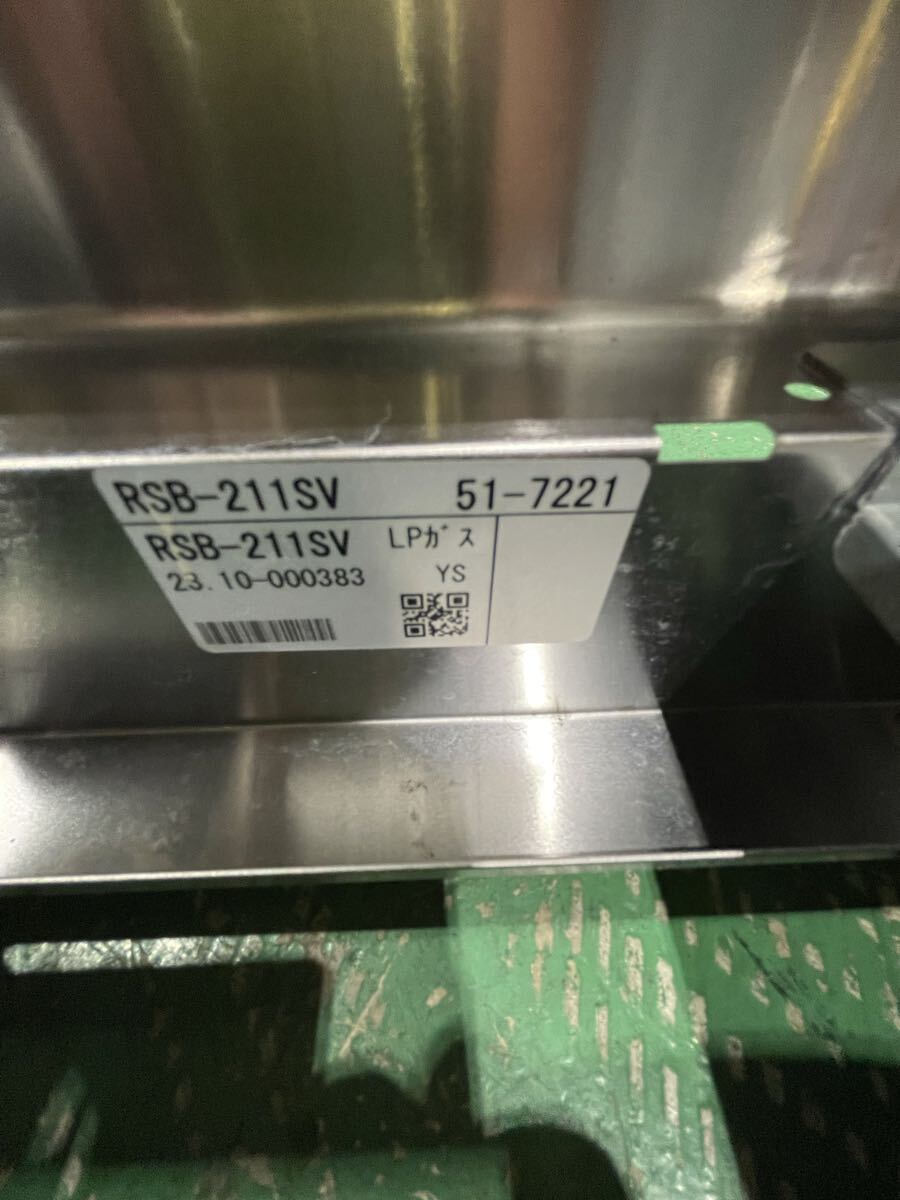 RSB-211SV 51-7221
RSB-211SV LPｶﾞｽ
23.10-000383 YS